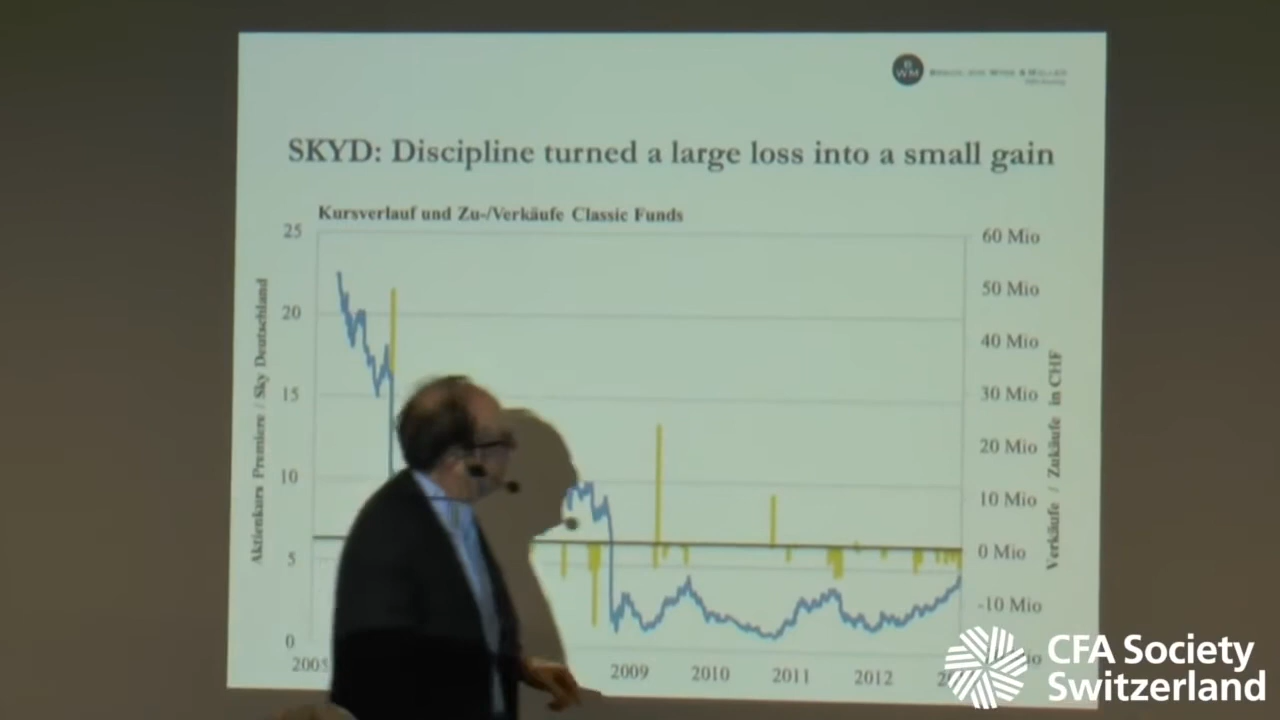 WM
SKYD: Discipline turned a large loss into a small gain
Kursverlauf und Zu-/Verkäufe Classic Funds
Aktienkurs Premiere / Sky Deutschland
25
20
15
10
5
0
60 Mio
50 Mio
40 Mio
30 Mio
20 Mio
10 Mio
0 Mio
-10 Mio
Verkäufe / Zukäufe in CHF
2009
2010
2011
2012
CFA Society
Switzerland